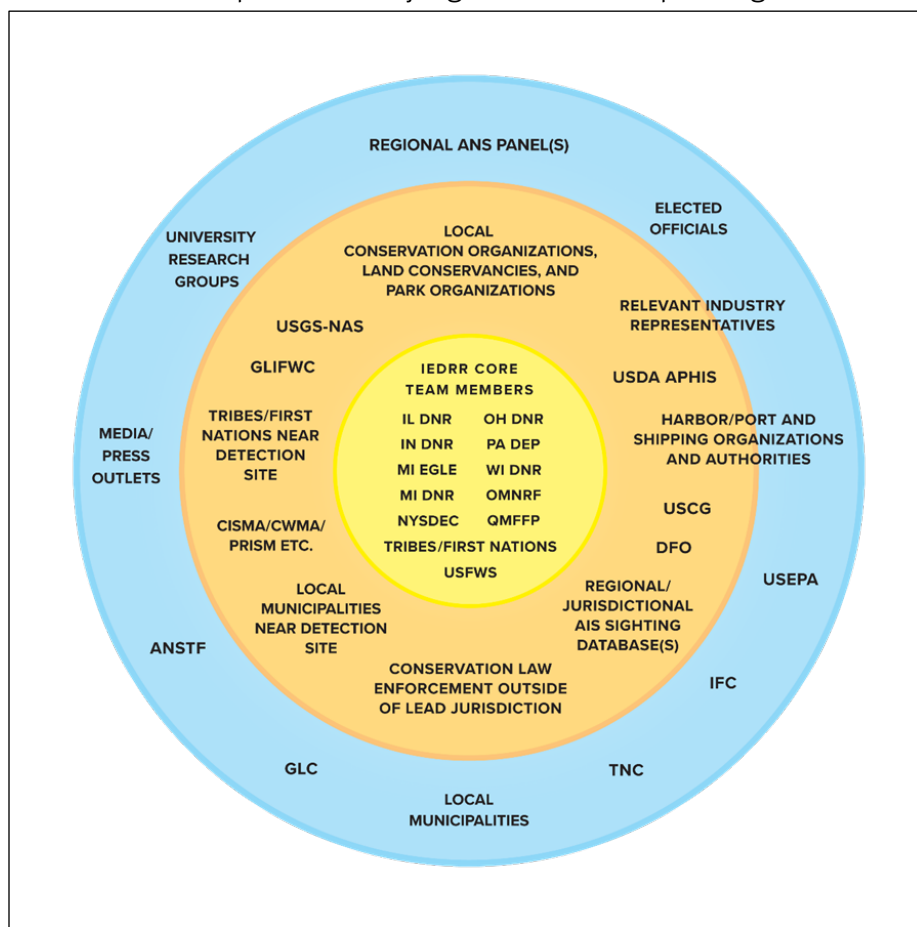 REGIONAL ANS PANEL(S)
ELECTED
OFFICIALS
UNIVERSITY
RESEARCH
GROUPS
LOCAL
CONSERVATION ORGANIZATIONS,
LAND CONSERVANCIES, AND
PARK ORGANIZATIONS
RELEVANT INDUSTRY
REPRESENTATIVES
USGS-NAS
GLIFWC
USDA APHIS
IEDRR CORE
TEAM MEMBERS
IL DNR OH DNR
IN DNR PA DEP
MI EGLE WI DNR
MI DNR OMNRF
NYSDEC QMFFP
TRIBES/FIRST NATIONS
USFWS
TRIBES/FIRST
NATIONS NEAR
DETECTION
SITE
HARBOR/PORT AND
SHIPPING ORGANIZATIONS
AND AUTHORITIES
MEDIA/
PRESS
OUTLETS
USCG
CISMA/CWMA/
PRISM ETC.
DFO
USEPA
LOCAL
MUNICIPALITIES
NEAR DETECTION
SITE
REGIONAL/
JURISDICTIONAL
AIS SIGHTING
DATABASE(S)
ANSTF
CONSERVATION LAW
ENFORCEMENT OUTSIDE
OF LEAD JURISDICTION
IFC
GLC
TNC
LOCAL
MUNICIPALITIES